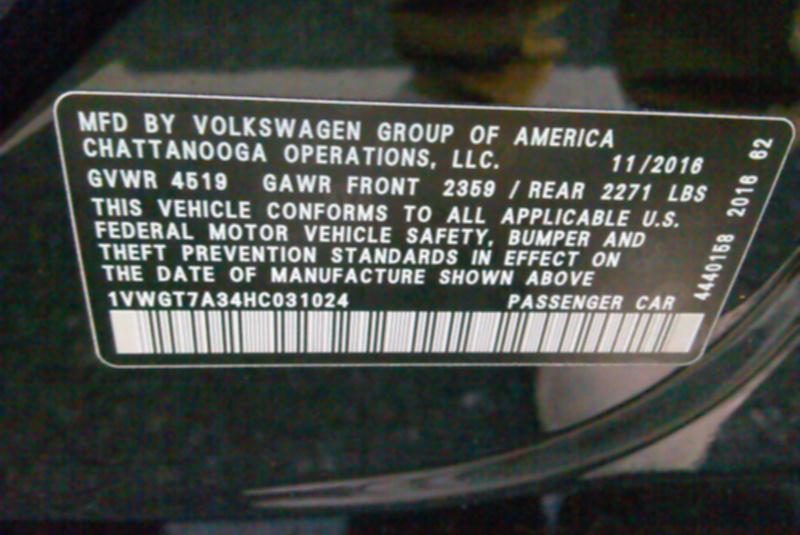 MFD BY VOLKSWAGEN GROUP OF AMERICA
CHATTANOOGA OPERATIONS, LLC. 11/2016
GVWR 4519 GAWR FRONT 2359 / REAR 2271 LBS
THIS VEHICLE CONFORMS TO ALL APPLICABLE U.S.
FEDERAL MOTOR VEHICLE SAFETY, BUMPER AND
THEFT PREVENTION STANDARDS IN EFFECT ON
THE DATE OF MANUFACTURE SHOWN ABOVE
1VWGT7A34HC031024 PASSENGER CAR
4440158 2016 62